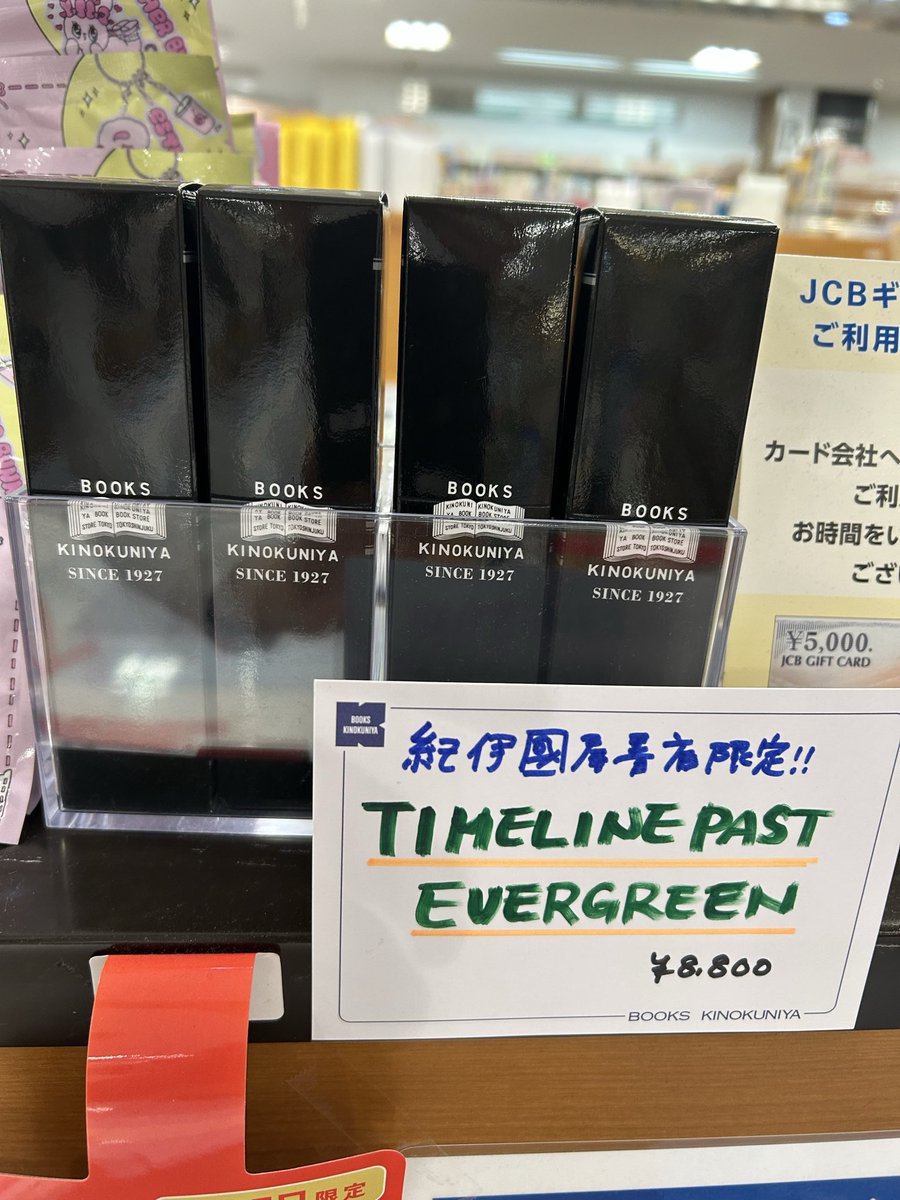 BOOKS
KINOKUNIYA
SINCE 1927
BOOKS
KINOKUNIYA
SINCE 1927
BOOKS
KINOKUNIYA
SINCE 1927
BOOKS
KINOKUNIYA
SINCE 1927
JCBギ
ご利用
カード会社へ
ご利
お時間をい
ござ
¥5,000.
JCB GIFT CARD
BOOKS
KINOKUNIYA
紀伊國屋書店限定!!
TIMELINE PAST
EVERGREEN
¥8.800
BOOKS KINOKUNIYA
限定